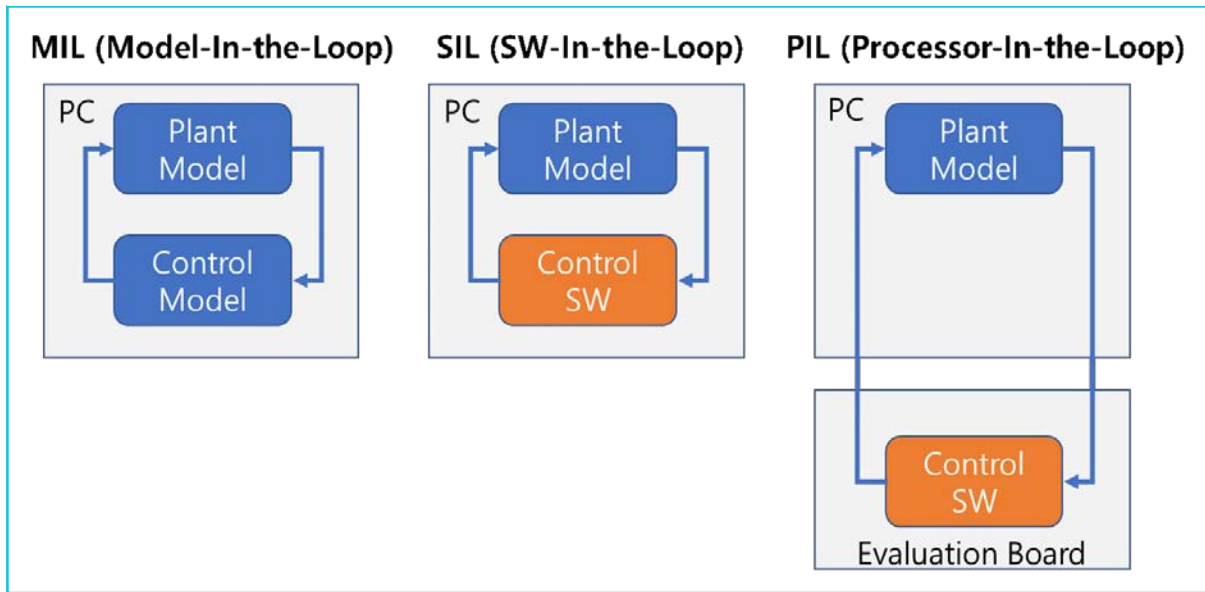 MIL (Model-In-the-Loop)
PC
Plant
Model
Control
Model
SIL (SW-In-the-Loop)
PC
Plant
Model
Control
SW
PIL (Processor-In-the-Loop)
PC
Plant
Model
Control
SW
Evaluation Board